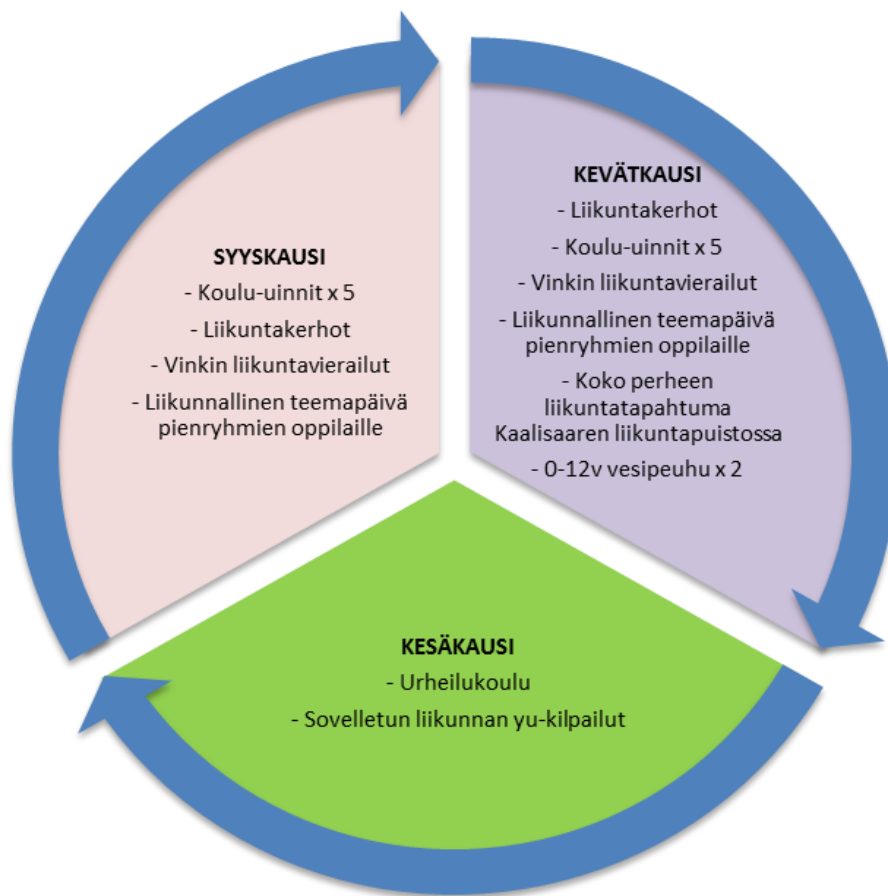 SYYSKAUSI
- Koulu-uinnit x 5
- Liikuntakerhot
- Vinkin liikuntavierailut
- Liikunnallinen teemapäivä
pienryhmien oppilaille
KEVÄTKAUSI
- Liikuntakerhot
- Koulu-uinnit x 5
- Vinkin liikuntavierailut
- Liikunnallinen teemapäivä
pienryhmien oppilaille
- Koko perheen
liikuntatapahtuma
Kaalisaaren liikuntapuistossa
- 0-12v vesipeuhu x 2
KESÄKAUSI
- Urheilukoulu
- Sovelletun liikunnan yu-kilpailut